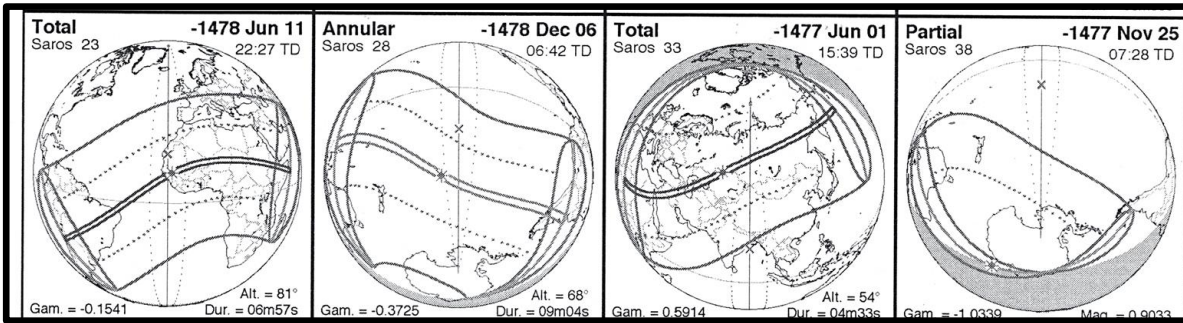 Total -1478 Jun 11
Saros 23 22:27 TD
Alt. = 81°
Gam. = -0.1541 Dur. = 06m57s
Annular -1478 Dec 06
Saros 28 06:42 TD
Alt. = 68°
Gam. = -0.3725 Dur. = 09m04s
Total -1477 Jun 01
Saros 33 15:39 TD
Alt. = 54°
Gam. = 0.5914 Dur. = 04m33s
Partial -1477 Nov 25
Saros 38 07:28 TD
Gam. = -1.0339 Mag. = 0.9033